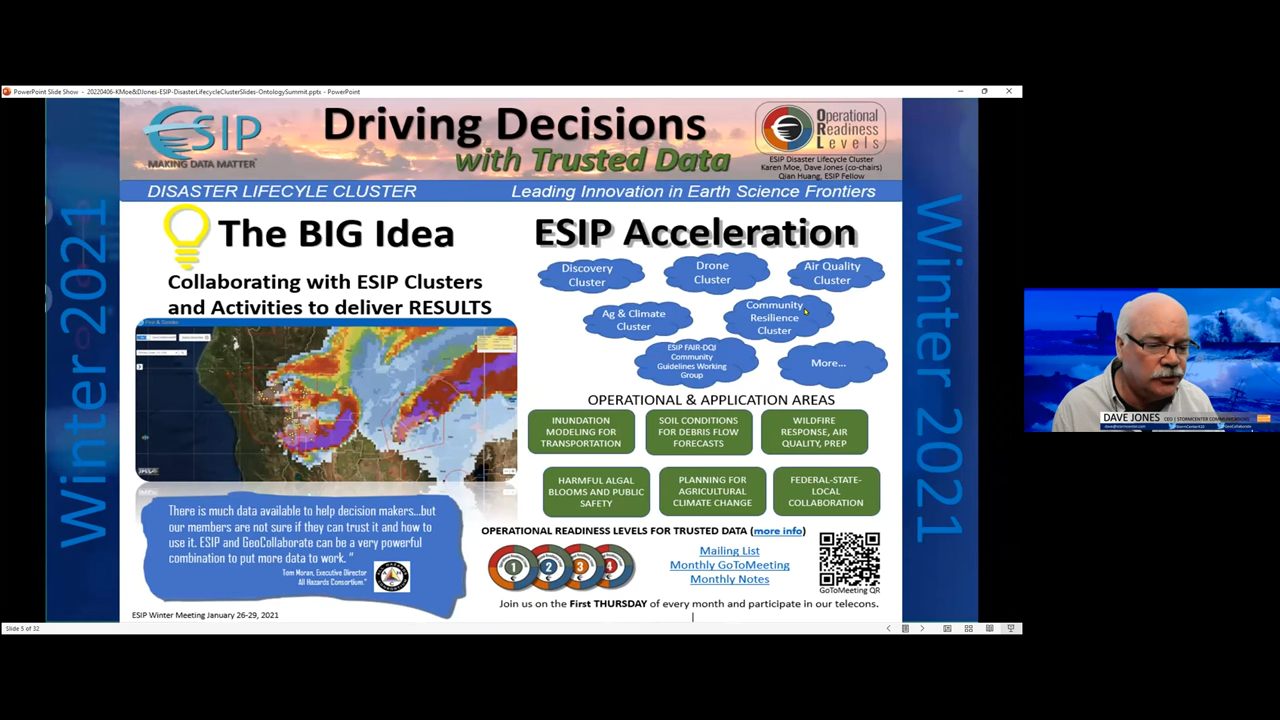 PowerPoint Slide Show - 20220406-KMoe&DJones-ESIP-DisasterLifecycleClusterSlides-OntologySummit.pptx - PowerPoint
Winter 2021
ESIP
MAKING DATA MATTER
Driving Decisions
with Trusted Data
Operational
Readiness
Levels
ESIP Disaster Lifecycle Cluster
Karen Moe, Dave Jones (co-chairs)
Qian Huang, ESIP Fellow
DISASTER LIFECYLE CLUSTER
Leading Innovation in Earth Science Frontiers
The BIG Idea
Collaborating with ESIP Clusters
and Activities to deliver RESULTS
There is much data available to help decision makers...but
our members are not sure if they can trust it and how to
use it. ESIP and GeoCollaborate can be a very powerful
combination to put more data to work. "
Tom Moran, Executive Director
All Hazards Consortium."
ESIP Winter Meeting January 26-29, 2021
ESIP Acceleration
Discovery
Cluster
Drone
Cluster
Air Quality
Cluster
Ag & Climate
Cluster
Community
Resilience
Cluster
ESIP FAIR-DQI
Community
Guidelines Working
Group
More...
OPERATIONAL & APPLICATION AREAS
INUNDATION
MODELING FOR
TRANSPORTATION
SOIL CONDITIONS
FOR DEBRIS FLOW
FORECASTS
WILDFIRE
RESPONSE, AIR
QUALITY, PREP
HARMFUL ALGAL
BLOOMS AND PUBLIC
SAFETY
PLANNING FOR
AGRICULTURAL
CLIMATE CHANGE
FEDERAL-STATE-
LOCAL
COLLABORATION
OPERATIONAL READINESS LEVELS FOR TRUSTED DATA (more info)
1 2 3 4
Mailing List
Monthly GoToMeeting
Monthly Notes
GoToMeeting QR
Join us on the First THURSDAY of every month and participate in our telecons.
Winter 2021
Slide 5 of 32
DAVE JONES CEO | STORMCENTER COMMUNICATIONS